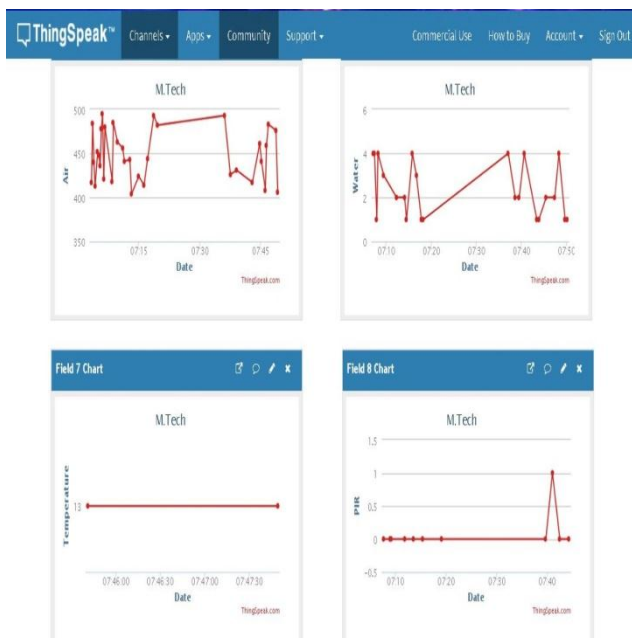 ThingSpeak™ Channels Apps Community Support Commercial Use How to Buy Account Sign Out
M.Tech
500
450
400
350
Air
07:15 07:30 07:45
Date
ThingSpeak.com
M.Tech
6
4
2
0
Water
07:10 07:20 07:30 07:40 07:50
Date
ThingSpeak.com
Field 7 Chart
M.Tech
Temperature
13
07:46:00 07:46:30 07:47:00 07:47:30
Date
ThingSpeak.com
Field 8 Chart
M.Tech
1.5
1
0.5
0
-0.5
PIR
07:10 07:20 07:30 07:40
Date
ThingSpeak.com